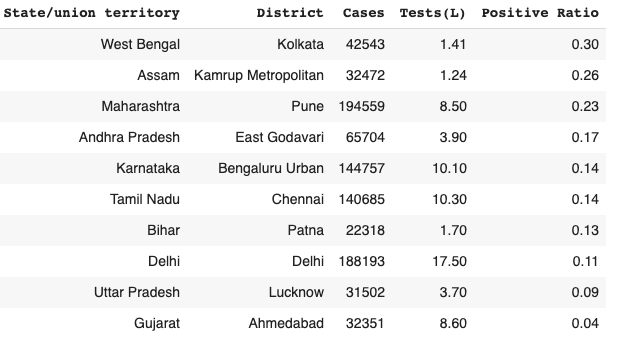 State/union territory District Cases Tests(L) Positive Ratio
West Bengal Kolkata 42543 1.41 0.30
Assam Kamrup Metropolitan 32472 1.24 0.26
Maharashtra Pune 194559 8.50 0.23
Andhra Pradesh East Godavari 65704 3.90 0.17
Karnataka Bengaluru Urban 144757 10.10 0.14
Tamil Nadu Chennai 140685 10.30 0.14
Bihar Patna 22318 1.70 0.13
Delhi Delhi 188193 17.50 0.11
Uttar Pradesh Lucknow 31502 3.70 0.09
Gujarat Ahmedabad 32351 8.60 0.04